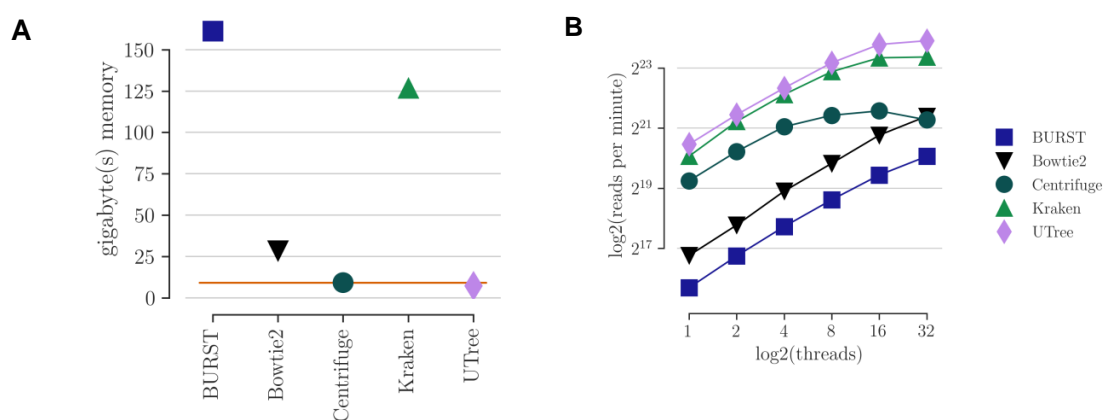 A
gigabyte(s) memory
150
125
100
75
50
25
0
BURST
Bowtie2
Centrifuge
Kraken
UTree
B
log2(reads per minute)
2^23
2^21
2^19
2^17
1 2 4 8 16 32
log2(threads)
BURST
Bowtie2
Centrifuge
Kraken
UTree